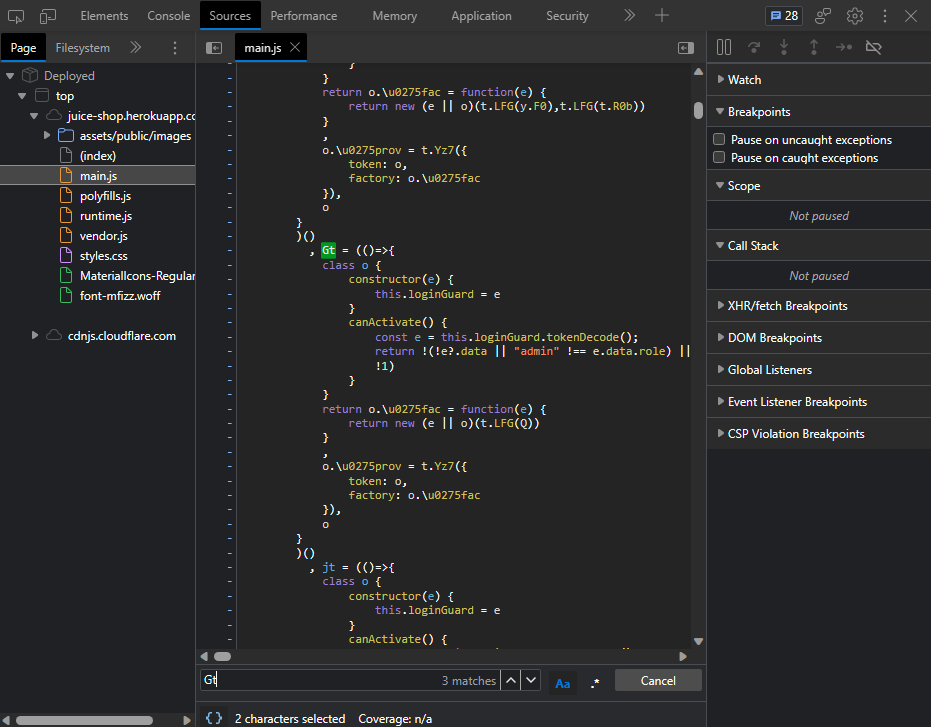 Elements Console Sources Performance Memory Application Security 28
Page Filesystem main.js
Deployed
top
juice-shop.herokuapp.cc
assets/public/images
(index)
main.js
polyfills.js
runtime.js
vendor.js
styles.css
MaterialIcons-Regular
font-mfizz.woff
cdnjs.cloudflare.com
}
}
return o.\u0275fac = function(e) {
return new (e || o)(t.LFG(y.F0),t.LFG(t.R0b))
}
,
o.\u0275prov = t.Yz7({
token: o,
factory: o.\u0275fac
}),
o
}
)()
, Gt = (()=>{
class o {
constructor(e) {
this.loginGuard = e
}
canActivate() {
const e = this.loginGuard.tokenDecode();
return !(!e?.data || "admin" !== e.data.role) ||
!1)
}
}
return o.\u0275fac = function(e) {
return new (e || o)(t.LFG(Q))
}
,
o.\u0275prov = t.Yz7({
token: o,
factory: o.\u0275fac
}),
o
}
)()
, jt = (()=>{
class o {
constructor(e) {
this.loginGuard = e
}
canActivate() {
Gt 3 matches Aa .* Cancel
{} 2 characters selected Coverage: n/a
Watch
Breakpoints
Pause on uncaught exceptions
Pause on caught exceptions
Scope
Not paused
Call Stack
Not paused
XHR/fetch Breakpoints
DOM Breakpoints
Global Listeners
Event Listener Breakpoints
CSP Violation Breakpoints